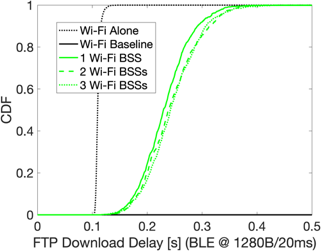 1
0.8
0.6
0.4
0.2
0
CDF
Wi-Fi Alone
Wi-Fi Baseline
1 Wi-Fi BSS
2 Wi-Fi BSSs
3 Wi-Fi BSSs
0 0.1 0.2 0.3 0.4 0.5
FTP Download Delay [s] (BLE @ 1280B/20ms)